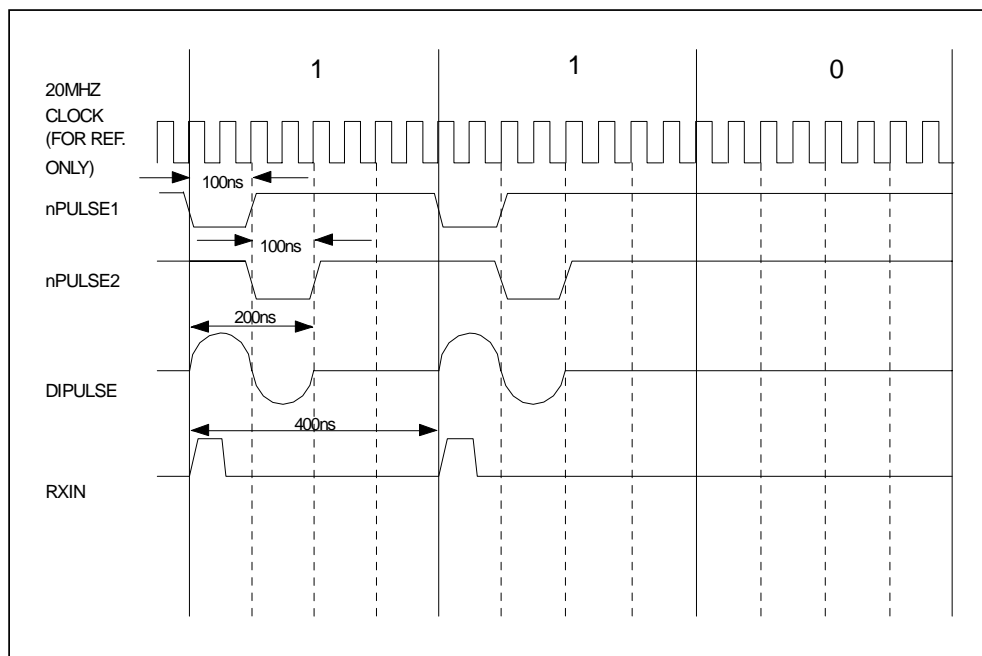 1 1 0
20MHZ
CLOCK
(FOR REF.
ONLY)
100ns
nPULSE1
100ns
nPULSE2
200ns
DIPULSE
400ns
RXIN